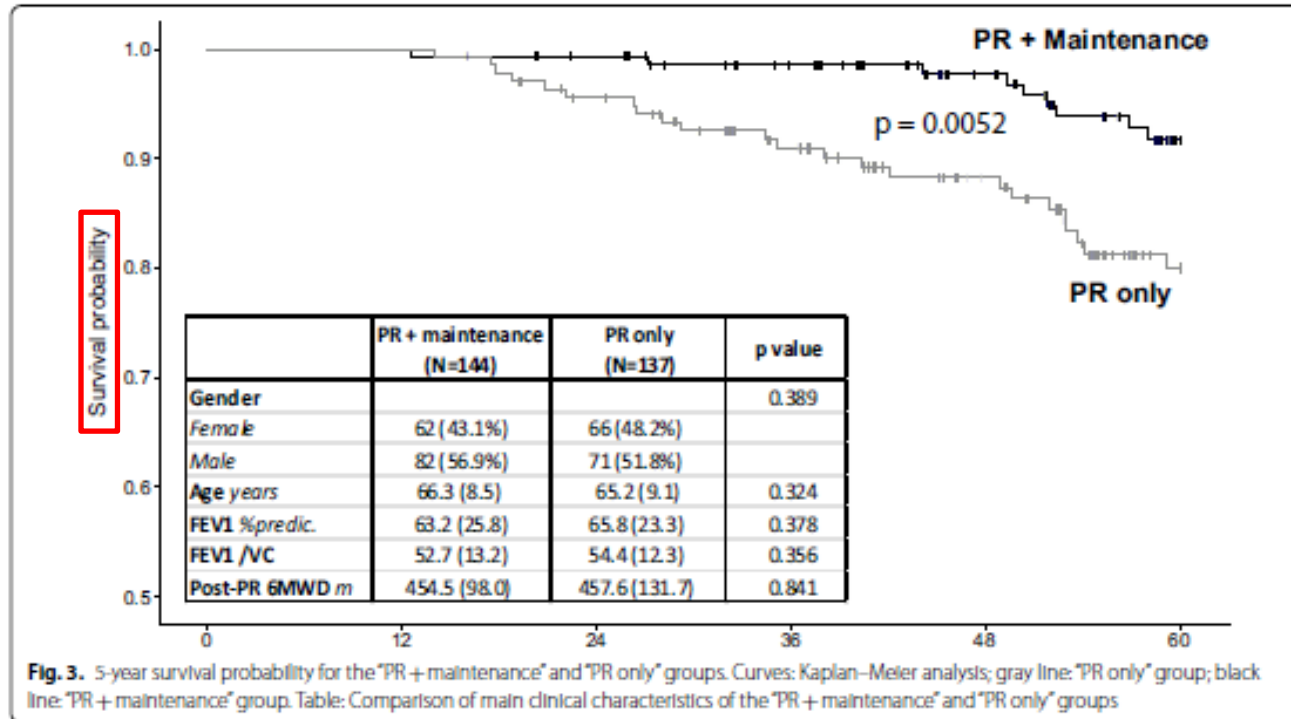 PR + Maintenance
1.0
p = 0.0052
0.9
Survival probability
0.8
PR only
PR + maintenance (N=144) PR only (N=137) p value
0.7
Gender 0.389
Female 62 (43.1%) 66 (48.2%)
Male 82 (56.9%) 71 (51.8%)
0.6
Age years 66.3 (8.5) 65.2 (9.1) 0.324
FEV1 %predic. 63.2 (25.8) 65.8 (23.3) 0.378
FEV1 /VC 52.7 (13.2) 54.4 (12.3) 0.356
Post-PR 6MWD m 454.5 (98.0) 457.6 (131.7) 0.841
0.5
0 12 24 36 48 60
Fig. 3. 5-year survival probability for the "PR + maintenance" and "PR only" groups. Curves: Kaplan–Meier analysis; gray line: "PR only" group; black
line: "PR + maintenance" group. Table: Comparison of main clinical characteristics of the "PR + maintenance" and "PR only" groups